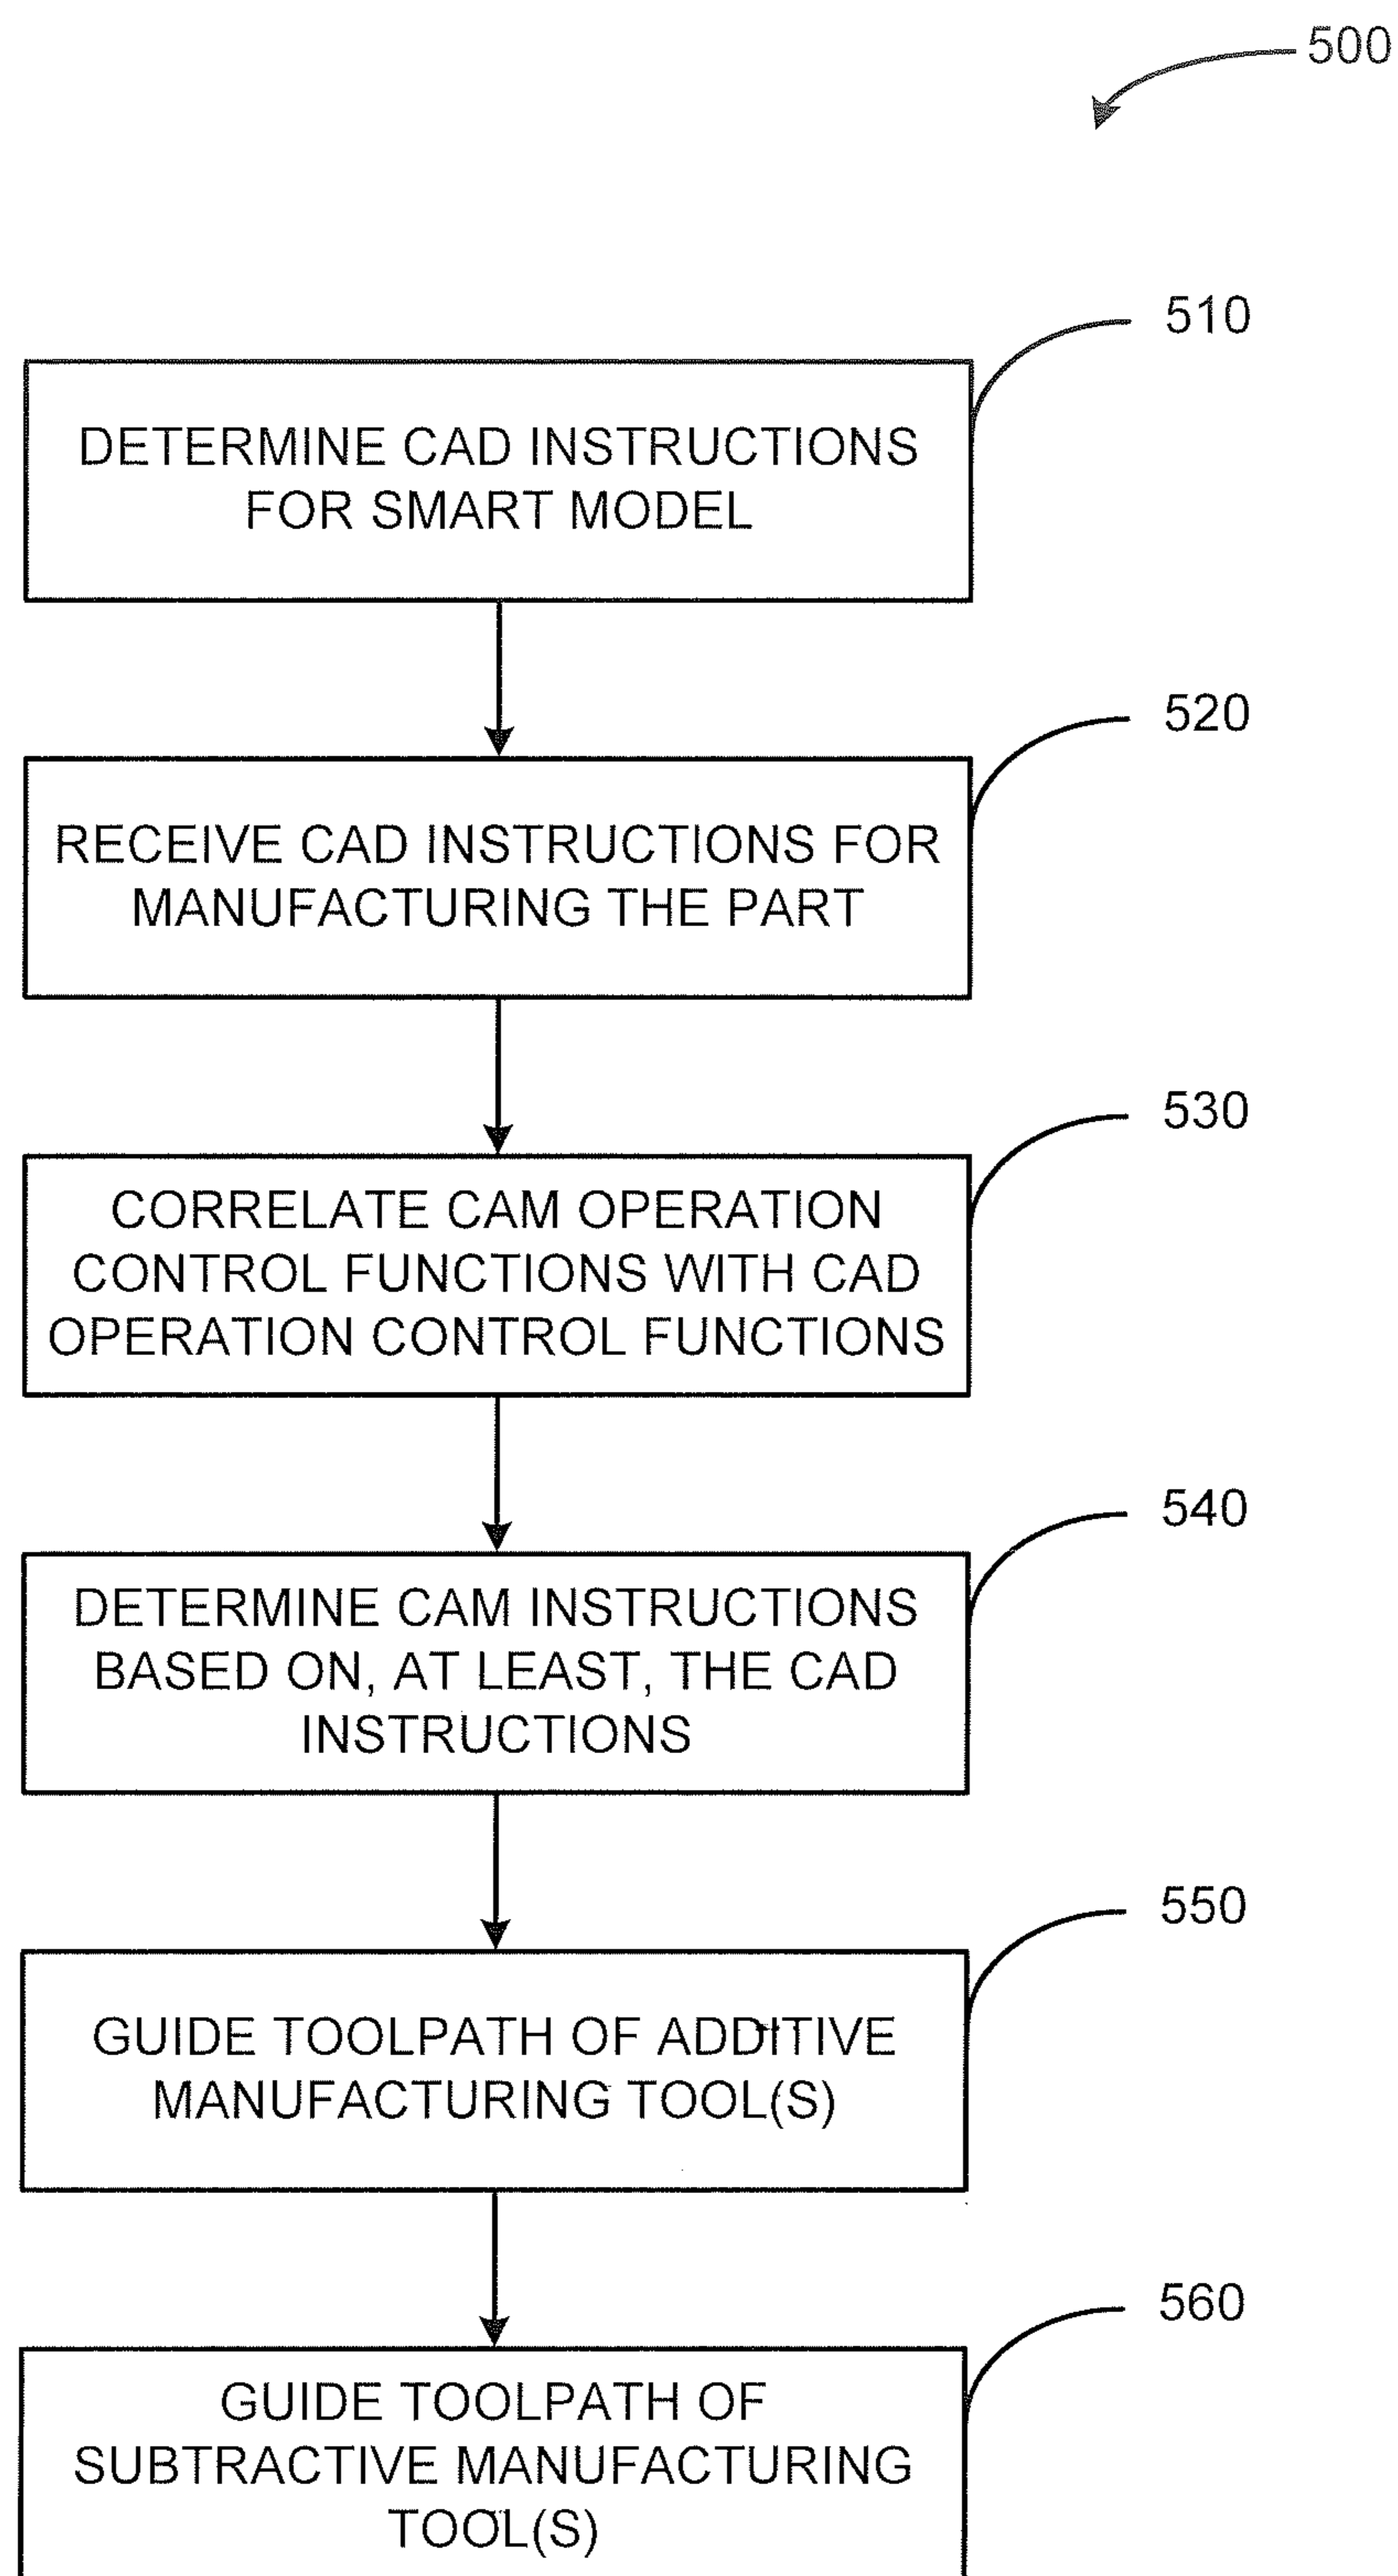 500
510
DETERMINE CAD INSTRUCTIONS
FOR SMART MODEL
520
RECEIVE CAD INSTRUCTIONS FOR
MANUFACTURING THE PART
530
CORRELATE CAM OPERATION
CONTROL FUNCTIONS WITH CAD
OPERATION CONTROL FUNCTIONS
540
DETERMINE CAM INSTRUCTIONS
BASED ON, AT LEAST, THE CAD
INSTRUCTIONS
550
GUIDE TOOLPATH OF ADDITIVE
MANUFACTURING TOOL(S)
560
GUIDE TOOLPATH OF
SUBTRACTIVE MANUFACTURING
TOOL(S)